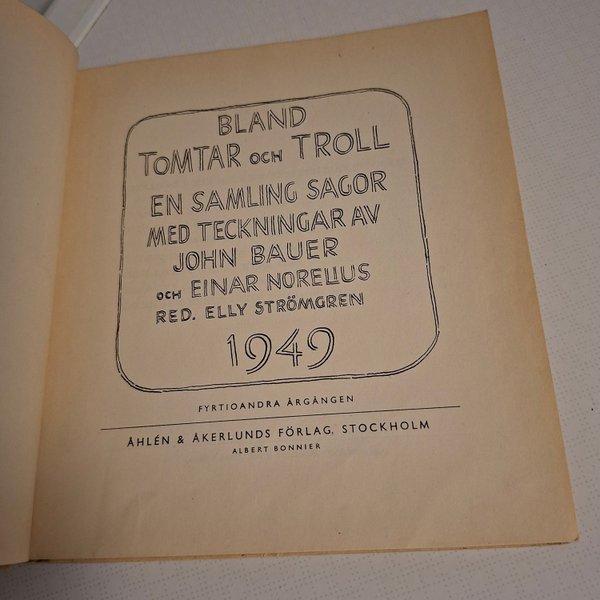 BLAND
TOMTAR OCH TROLL
EN SAMLING SAGOR
MED TECKNINGAR AV
JOHN BAUER
OCH EINAR NORELIUS
RED. ELLY STRÖMGREN
1949
FYRTIOANDRA ÅRGÅNGEN
ÅHLÉN & ÅKERLUNDS FÖRLAG, STOCKHOLM
ALBERT BONNIER